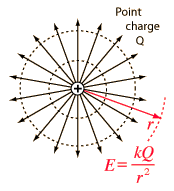 Point
charge
Q
+
r
E = kQ/r²